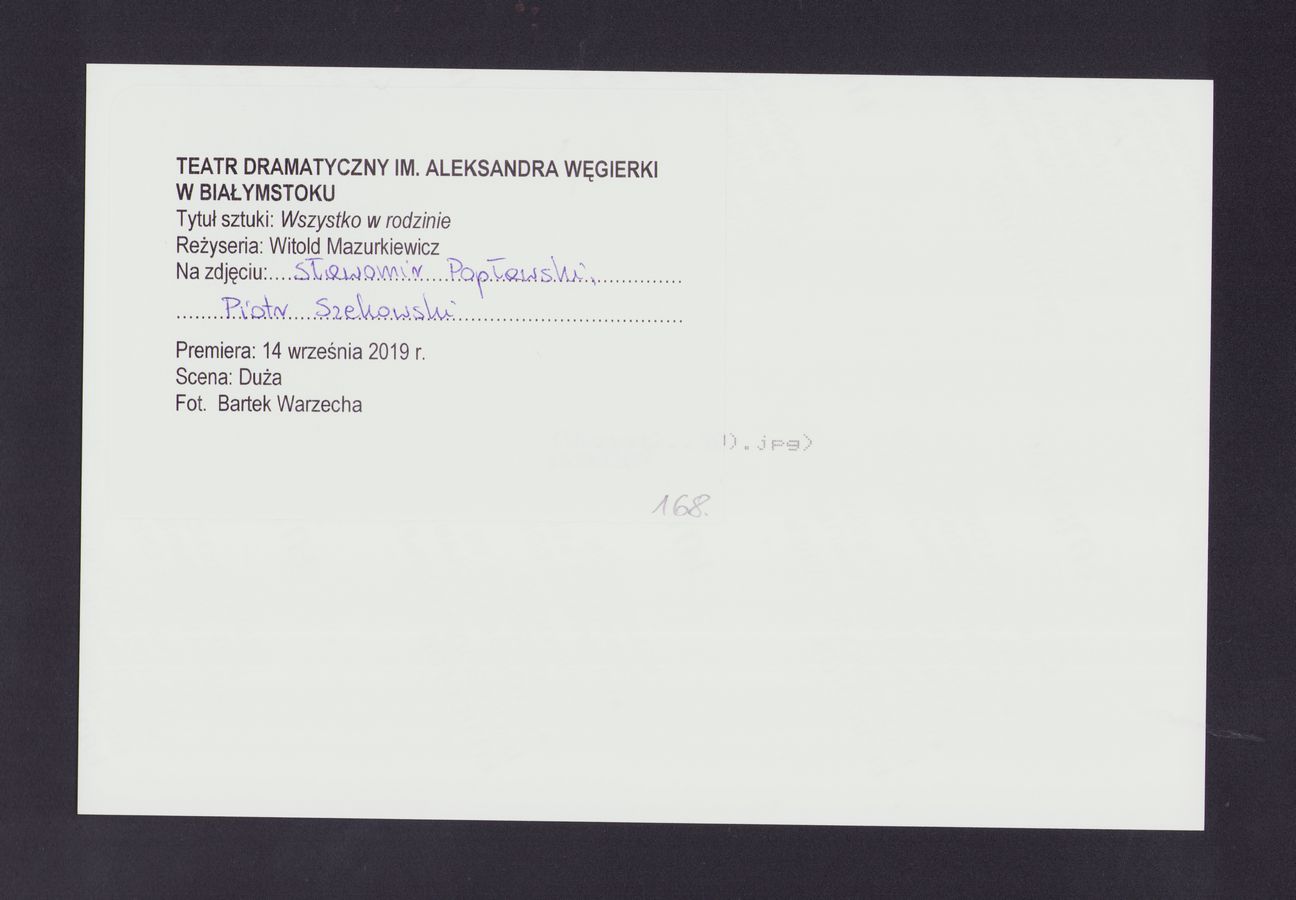 TEATR DRAMATYCZNY IM. ALEKSANDRA WĘGIERKI
W BIAŁYMSTOKU
Tytuł sztuki: Wszystko w rodzinie
Reżyseria: Witold Mazurkiewicz
Na zdjęciu:....Sławomir Popławski,..............
........Piotr Szekowski........................................
Premiera: 14 września 2019 r.
Scena: Duża
Fot. Bartek Warzecha
).jpg)
168.